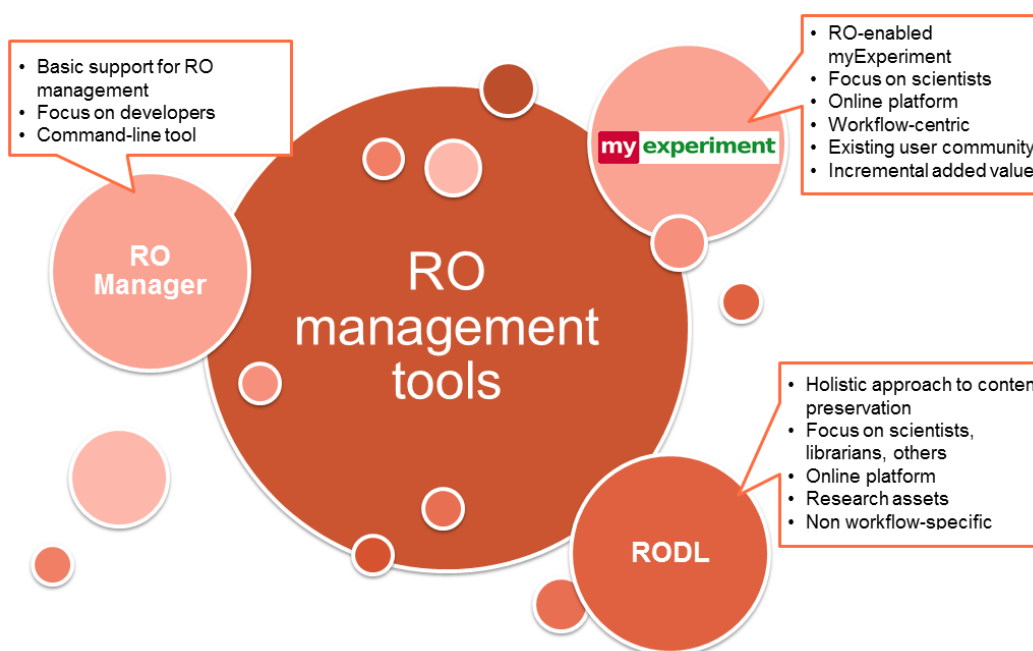 • Basic support for RO
management
• Focus on developers
• Command-line tool
• RO-enabled
myExperiment
• Focus on scientists
• Online platform
• Workflow-centric
• Existing user community
• Incremental added value
my experiment
RO
Manager
RO
management
tools
• Holistic approach to conten
preservation
• Focus on scientists,
librarians, others
• Online platform
• Research assets
• Non workflow-specific
RODL